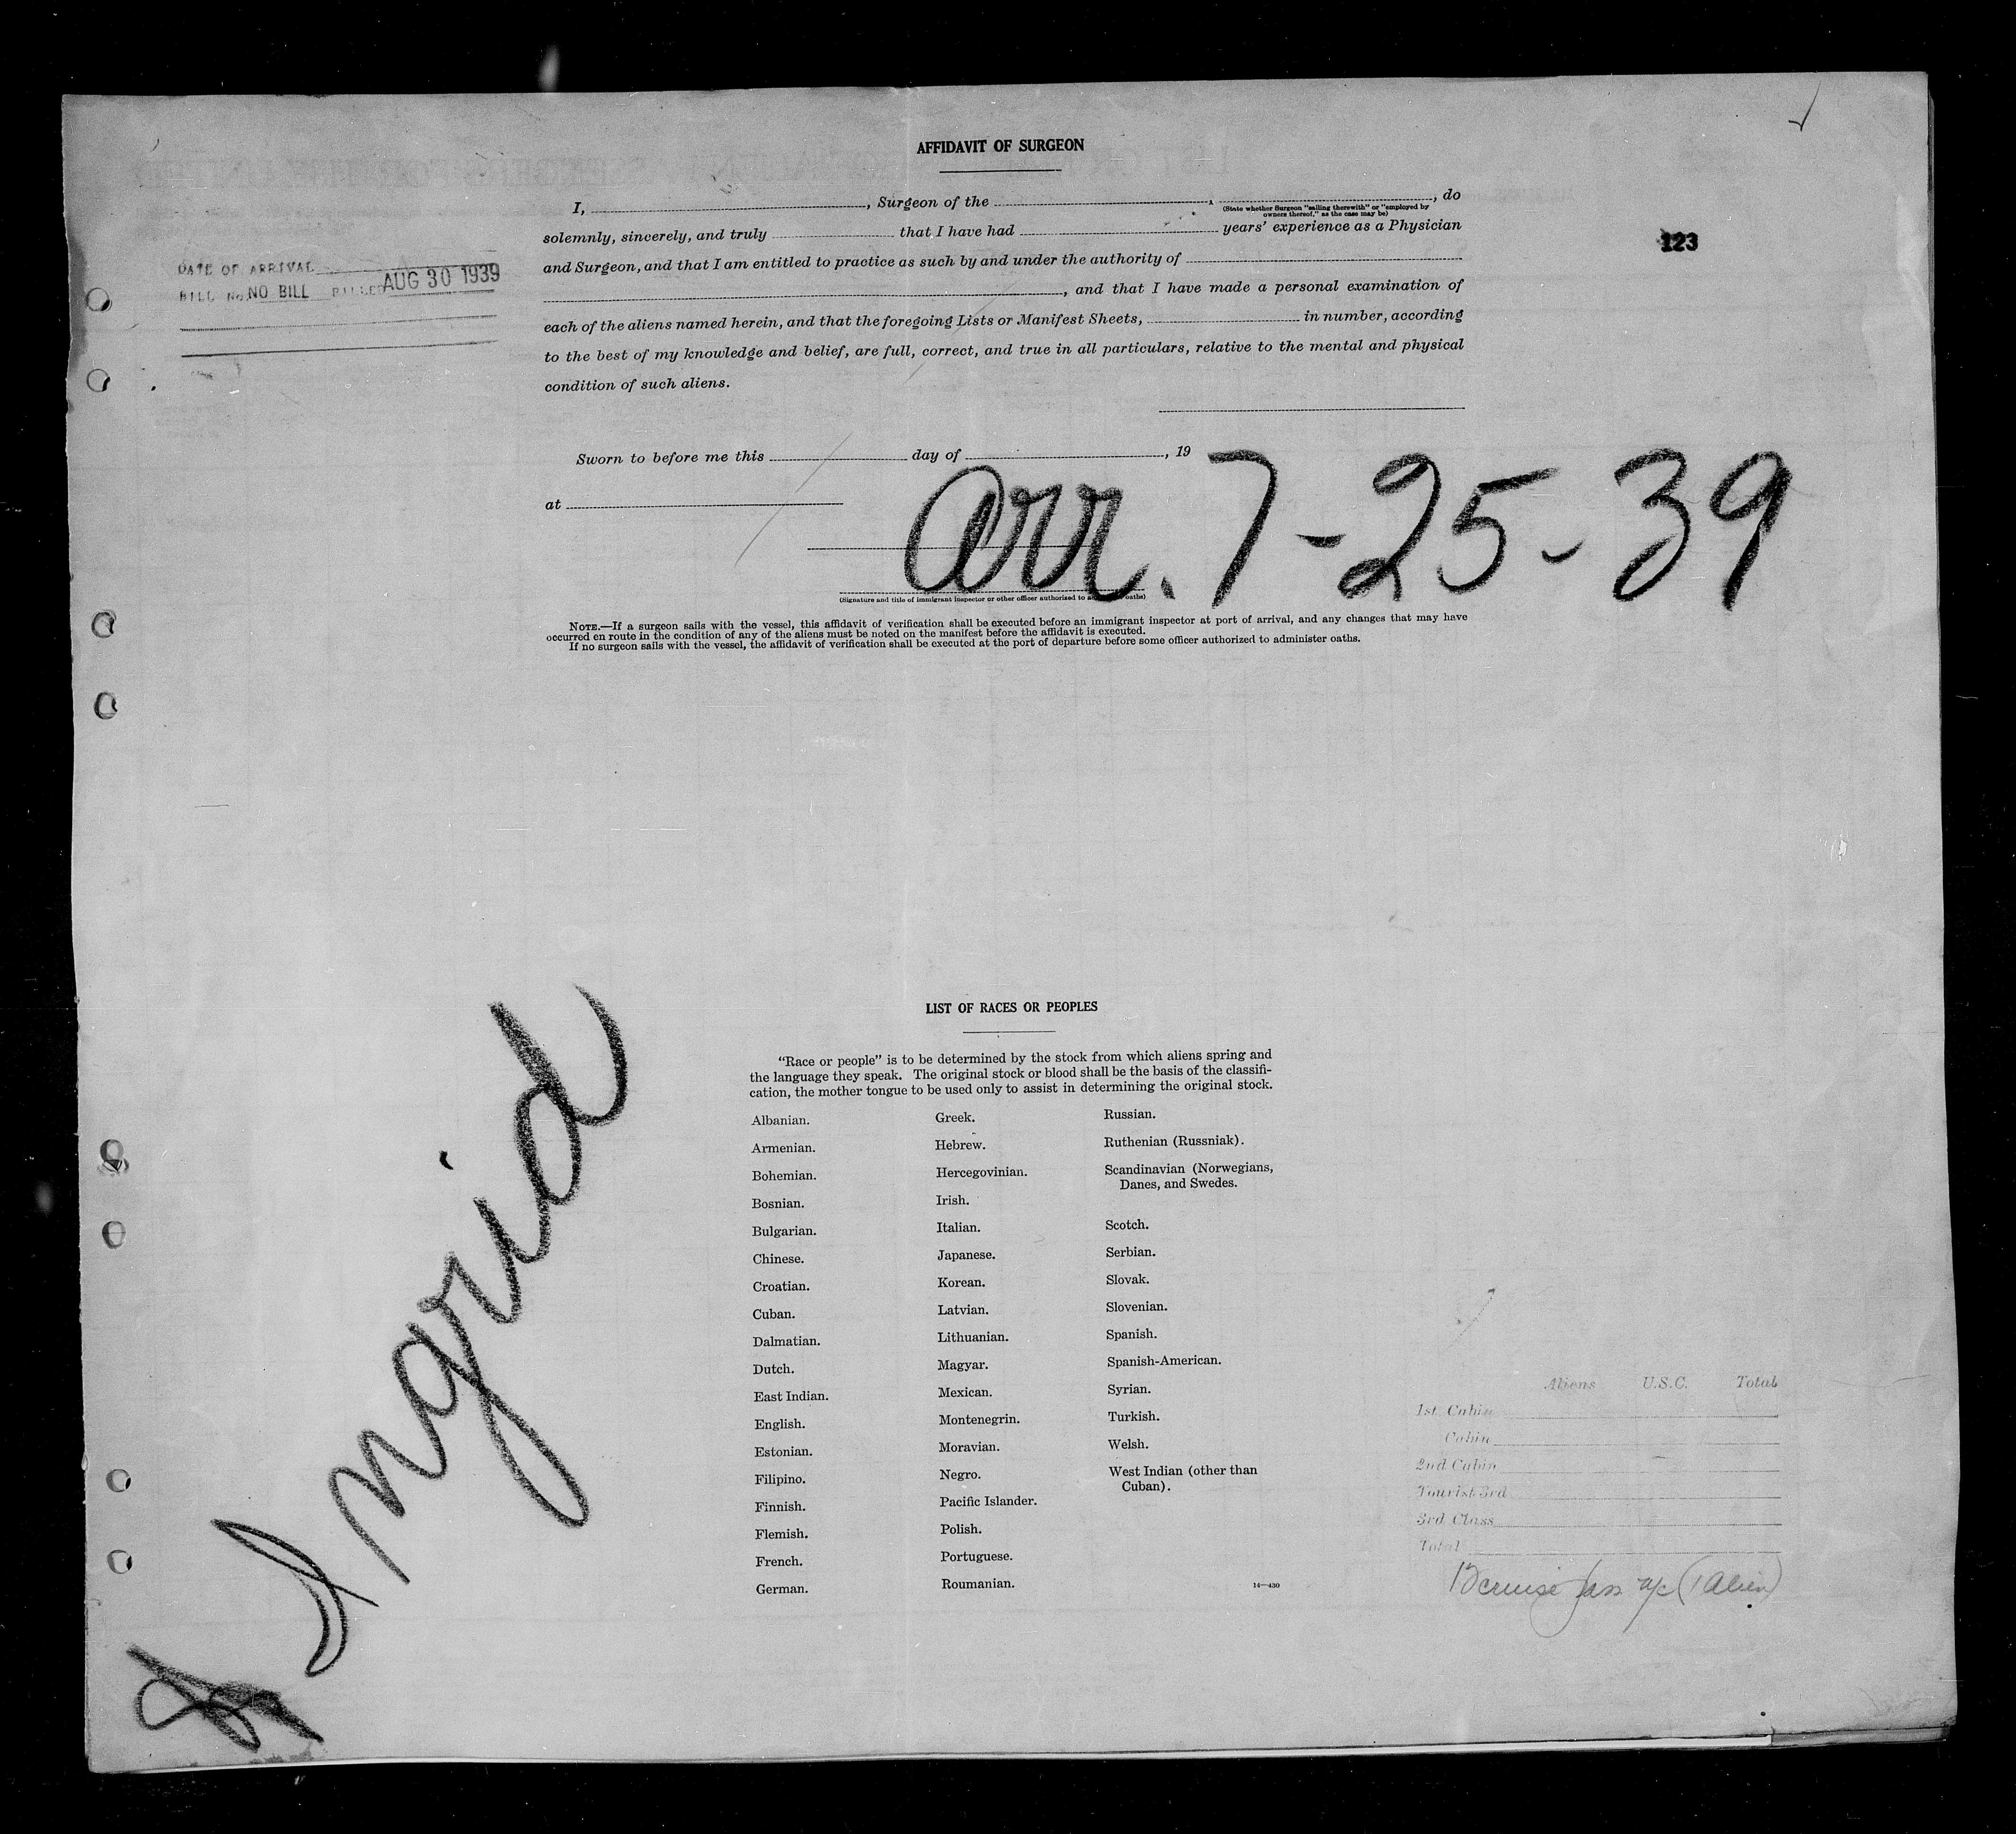 AFFIDAVIT OF SURGEON
I, , Surgeon of the , , do
(State whether Surgeon "sailing therewith" or "employed by
owners thereof," as the case may be)
solemnly, sincerely, and truly that I have had years' experience as a Physician
123
and Surgeon, and that I am entitled to practice as such by and under the authority of
DATE OF ARRIVAL
BILL No. NO BILL BILLED AUG 30 1939
, and that I have made a personal examination of
each of the aliens named herein, and that the foregoing Lists or Manifest Sheets, in number, according
to the best of my knowledge and belief, are full, correct, and true in all particulars, relative to the mental and physical
condition of such aliens.
Sworn to before me this day of , 19
at
Arr. 7-25-39
(Signature and title of immigrant inspector or other officer authorized to oaths)
NOTE.—If a surgeon sails with the vessel, this affidavit of verification shall be executed before an immigrant inspector at port of arrival, and any changes that may have
occurred en route in the condition of any of the aliens must be noted on the manifest before the affidavit is executed.
If no surgeon sails with the vessel, the affidavit of verification shall be executed at the port of departure before some officer authorized to administer oaths.
Ingrid
LIST OF RACES OR PEOPLES
"Race or people" is to be determined by the stock from which aliens spring and
the language they speak. The original stock or blood shall be the basis of the classifi-
cation, the mother tongue to be used only to assist in determining the original stock.
Albanian.
Armenian.
Bohemian.
Bosnian.
Bulgarian.
Chinese.
Croatian.
Cuban.
Dalmatian.
Dutch.
East Indian.
English.
Estonian.
Filipino.
Finnish.
Flemish.
French.
German.
Greek.
Hebrew.
Hercegovinian.
Irish.
Italian.
Japanese.
Korean.
Latvian.
Lithuanian.
Magyar.
Mexican.
Montenegrin.
Moravian.
Negro.
Pacific Islander.
Polish.
Portuguese.
Roumanian.
Russian.
Ruthenian (Russniak).
Scandinavian (Norwegians,
Danes, and Swedes.
Scotch.
Serbian.
Slovak.
Slovenian.
Spanish.
Spanish-American.
Syrian.
Turkish.
Welsh.
West Indian (other than
Cuban).
14—430
Aliens U.S.C. Total
1st Cabin
Cabin
2nd Cabin
Tourist 3rd
3rd Class
Total
cruise pass (1 Alien)